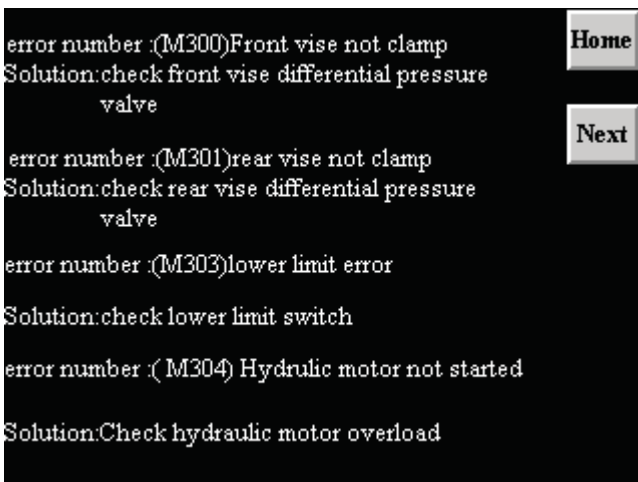 error number :(M300)Front vise not clamp
Solution:check front vise differential pressure
valve
Home
error number :(M301)rear vise not clamp
Solution:check rear vise differential pressure
valve
Next
error number :(M303)lower limit error
Solution:check lower limit switch
error number :( M304) Hydrulic motor not started
Solution:Check hydraulic motor overload